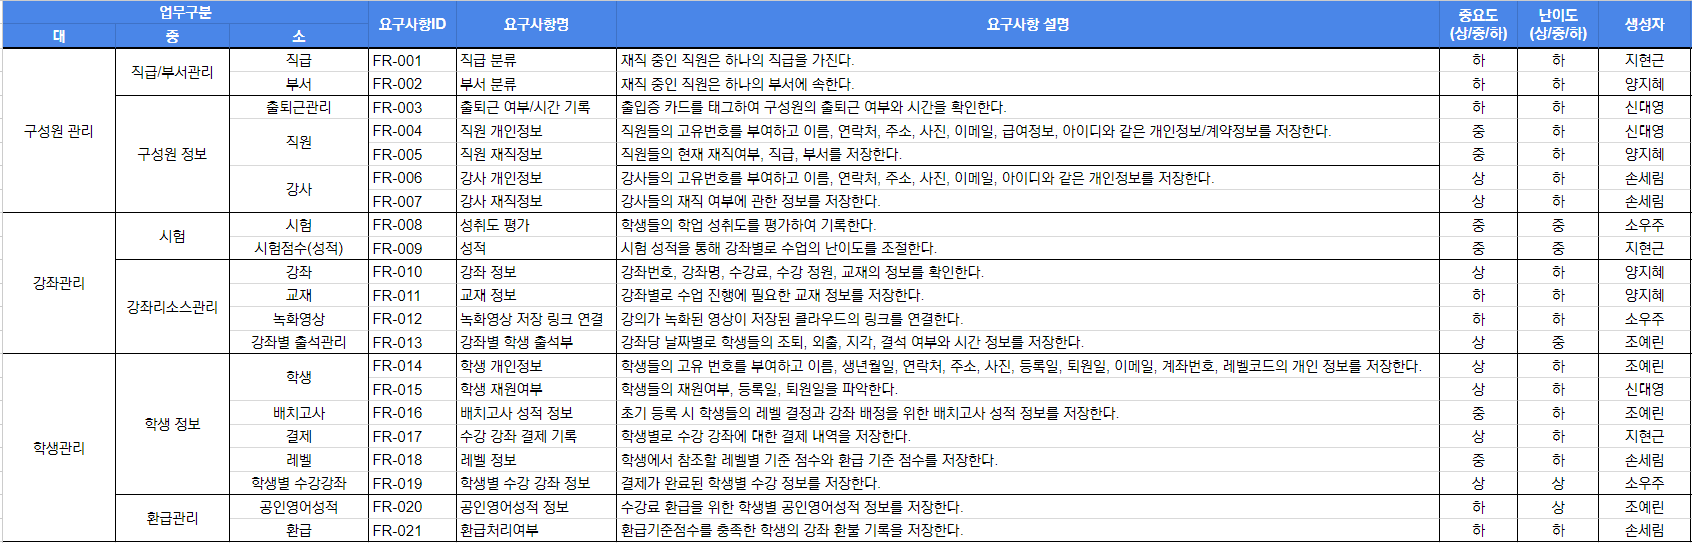 업무구분 요구사항ID 요구사항명 요구사항 설명 중요도 (상/중/하) 난이도 (상/중/하) 생성자
대 중 소
구성원 관리 직급/부서관리 직급 FR-001 직급 분류 재직 중인 직원은 하나의 직급을 가진다. 하 하 지현근
부서 FR-002 부서 분류 재직 중인 직원은 하나의 부서에 속한다. 하 하 양지혜
구성원 정보 출퇴근관리 FR-003 출퇴근 여부/시간 기록 출입증 카드를 태그하여 구성원의 출퇴근 여부와 시간을 확인한다. 하 하 신대영
직원 FR-004 직원 개인정보 직원들의 고유번호를 부여하고 이름, 연락처, 주소, 사진, 이메일, 급여정보, 아이디와 같은 개인정보/계약정보를 저장한다. 중 하 신대영
FR-005 직원 재직정보 직원들의 현재 재직여부, 직급, 부서를 저장한다. 중 하 양지혜
강사 FR-006 강사 개인정보 강사들의 고유번호를 부여하고 이름, 연락처, 주소, 사진, 이메일, 아이디와 같은 개인정보를 저장한다. 상 하 손세림
FR-007 강사 재직정보 강사들의 재직 여부에 관한 정보를 저장한다. 상 하 손세림
강좌관리 시험 시험 FR-008 성취도 평가 학생들의 학업 성취도를 평가하여 기록한다. 중 중 소우주
시험점수(성적) FR-009 성적 시험 성적을 통해 강좌별로 수업의 난이도를 조절한다. 중 중 지현근
강좌리소스관리 강좌 FR-010 강좌 정보 강좌번호, 강좌명, 수강료, 수강 정원, 교재의 정보를 확인한다. 상 하 양지혜
교재 FR-011 교재 정보 강좌별로 수업 진행에 필요한 교재 정보를 저장한다. 하 하 양지혜
녹화영상 FR-012 녹화영상 저장 링크 연결 강의가 녹화된 영상이 저장된 클라우드의 링크를 연결한다. 하 하 소우주
강좌별 출석관리 FR-013 강좌별 학생 출석부 강좌당 날짜별로 학생들의 조퇴, 외출, 지각, 결석 여부와 시간 정보를 저장한다. 상 중 조예린
학생관리 학생 정보 학생 FR-014 학생 개인정보 학생들의 고유 번호를 부여하고 이름, 생년월일, 연락처, 주소, 사진, 등록일, 퇴원일, 이메일, 계좌번호, 레벨코드의 개인 정보를 저장한다. 상 하 조예린
FR-015 학생 재원여부 학생들의 재원여부, 등록일, 퇴원일을 파악한다. 상 하 신대영
배치고사 FR-016 배치고사 성적 정보 초기 등록 시 학생들의 레벨 결정과 강좌 배정을 위한 배치고사 성적 정보를 저장한다. 중 하 조예린
결제 FR-017 수강 강좌 결제 기록 학생별로 수강 강좌에 대한 결제 내역을 저장한다. 상 하 지현근
레벨 FR-018 레벨 정보 학생에서 참조할 레벨별 기준 점수와 환급 기준 점수를 저장한다. 중 하 손세림
학생별 수강강좌 FR-019 학생별 수강 강좌 정보 결제가 완료된 학생별 수강 정보를 저장한다. 상 상 소우주
환급관리 공인영어성적 FR-020 공인영어성적 정보 수강료 환급을 위한 학생별 공인영어성적 정보를 저장한다. 하 상 조예린
환급 FR-021 환급처리여부 환급기준점수를 충족한 학생의 강좌 환불 기록을 저장한다. 하 하 손세림